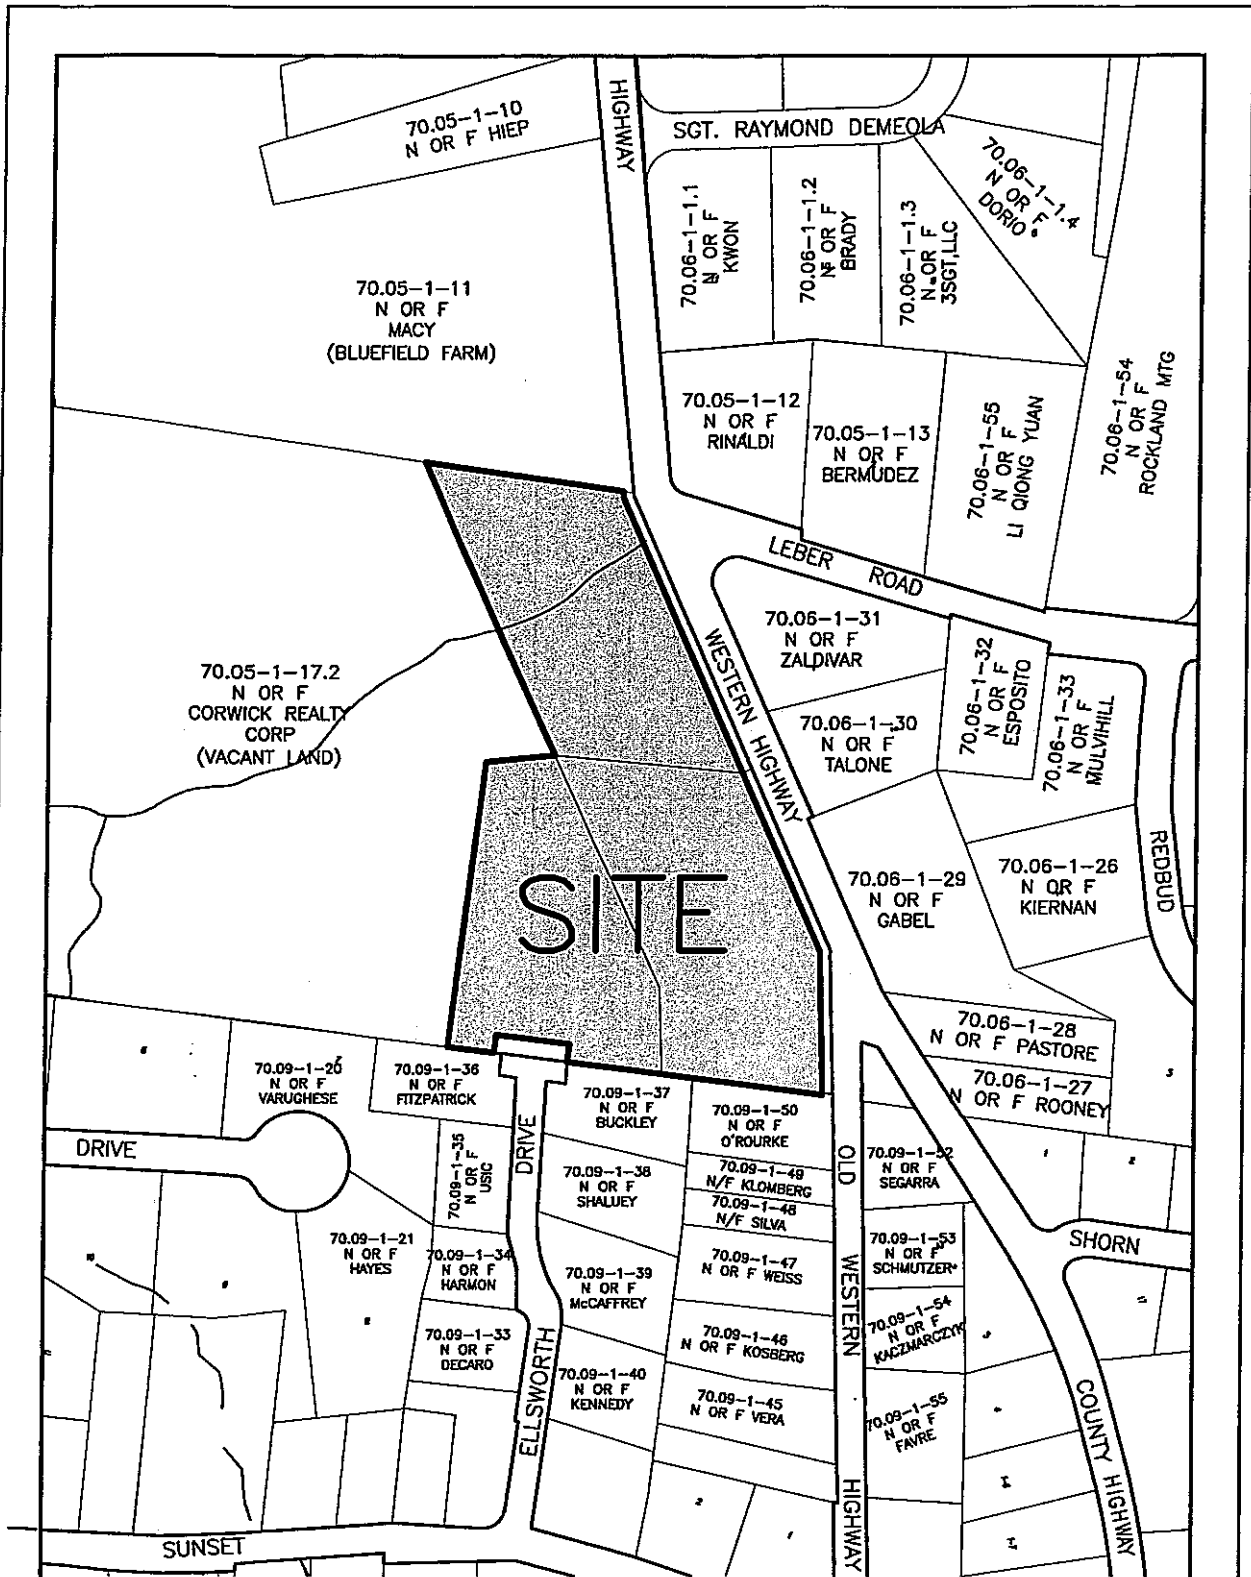 HIGHWAY
70.05-1-10
N OR F HIEP
SGT. RAYMOND DEMEOLA
70.06-1-1.1
N OR F
KWON
70.06-1-1.2
N OR F
BRADY
70.06-1-1.3
N OR F
3SGT,LLC
70.06-1-1.4
N OR F
DORIO
70.05-1-11
N OR F
MACY
(BLUEFIELD FARM)
70.05-1-12
N OR F
RINALDI
70.05-1-13
N OR F
BERMUDEZ
70.06-1-55
N OR F
LI QIONG YUAN
70.06-1-54
N OR F
ROCKLAND MTG
LEBER ROAD
70.06-1-31
N OR F
ZALDIVAR
70.06-1-32
N OR F
ESPOSITO
70.06-1-33
N OR F
MULVIHILL
70.05-1-17.2
N OR F
CORWICK REALTY
CORP
(VACANT LAND)
WESTERN HIGHWAY
70.06-1-30
N OR F
TALONE
SITE
70.06-1-29
N OR F
GABEL
70.06-1-26
N OR F
KIERNAN
REDBUD
70.06-1-28
N OR F PASTORE
70.06-1-27
N OR F ROONEY
70.09-1-20
N OR F
VARUGHESE
70.09-1-36
N OR F
FITZPATRICK
70.09-1-37
N OR F
BUCKLEY
70.09-1-50
N OR F
O'ROURKE
DRIVE
70.09-1-35
N OR F
USIC
DRIVE
70.09-1-38
N OR F
SHALUEY
70.09-1-49
N/F KLOMBERG
70.09-1-48
N/F SILVA
OLD WESTERN HIGHWAY
70.09-1-52
N OR F
SEGARRA
1
2
3
70.09-1-21
N OR F
HAYES
70.09-1-34
N OR F
HARMON
70.09-1-39
N OR F
McCAFFREY
70.09-1-47
N OR F WEISS
70.09-1-53
N OR F
SCHMUTZER
SHORN
70.09-1-33
N OR F
DECARO
ELLSWORTH
70.09-1-46
N OR F KOSBERG
70.09-1-54
N OR F
KACZMARCZYK
70.09-1-40
N OR F
KENNEDY
70.09-1-45
N OR F VERA
70.09-1-55
N OR F
FAVRE
COUNTY HIGHWAY
2
1
SUNSET